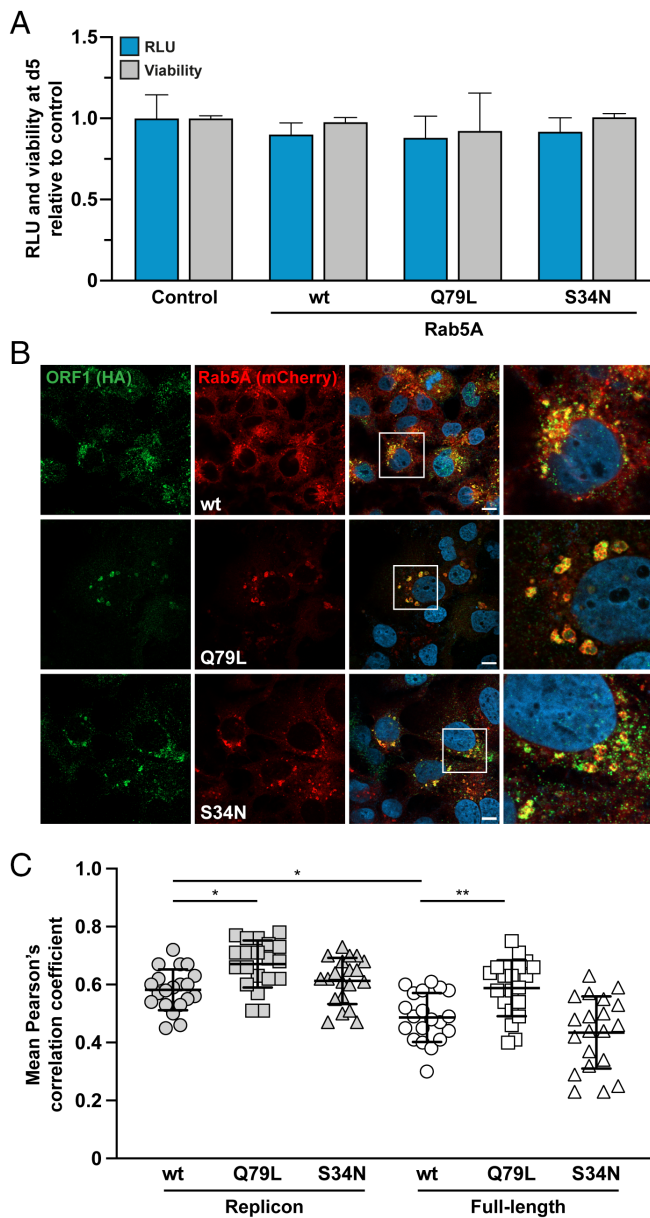 A
RLU and viability at d5
relative to control
1.5
1.0
0.5
0
RLU
Viability
Control
wt
Q79L
S34N
Rab5A
B
ORF1 (HA)
Rab5A (mCherry)
wt
Q79L
S34N
C
Mean Pearson's
correlation coefficient
1.0
0.8
0.6
0.4
0.2
0
*
*
**
wt
Q79L
S34N
wt
Q79L
S34N
Replicon
Full-length